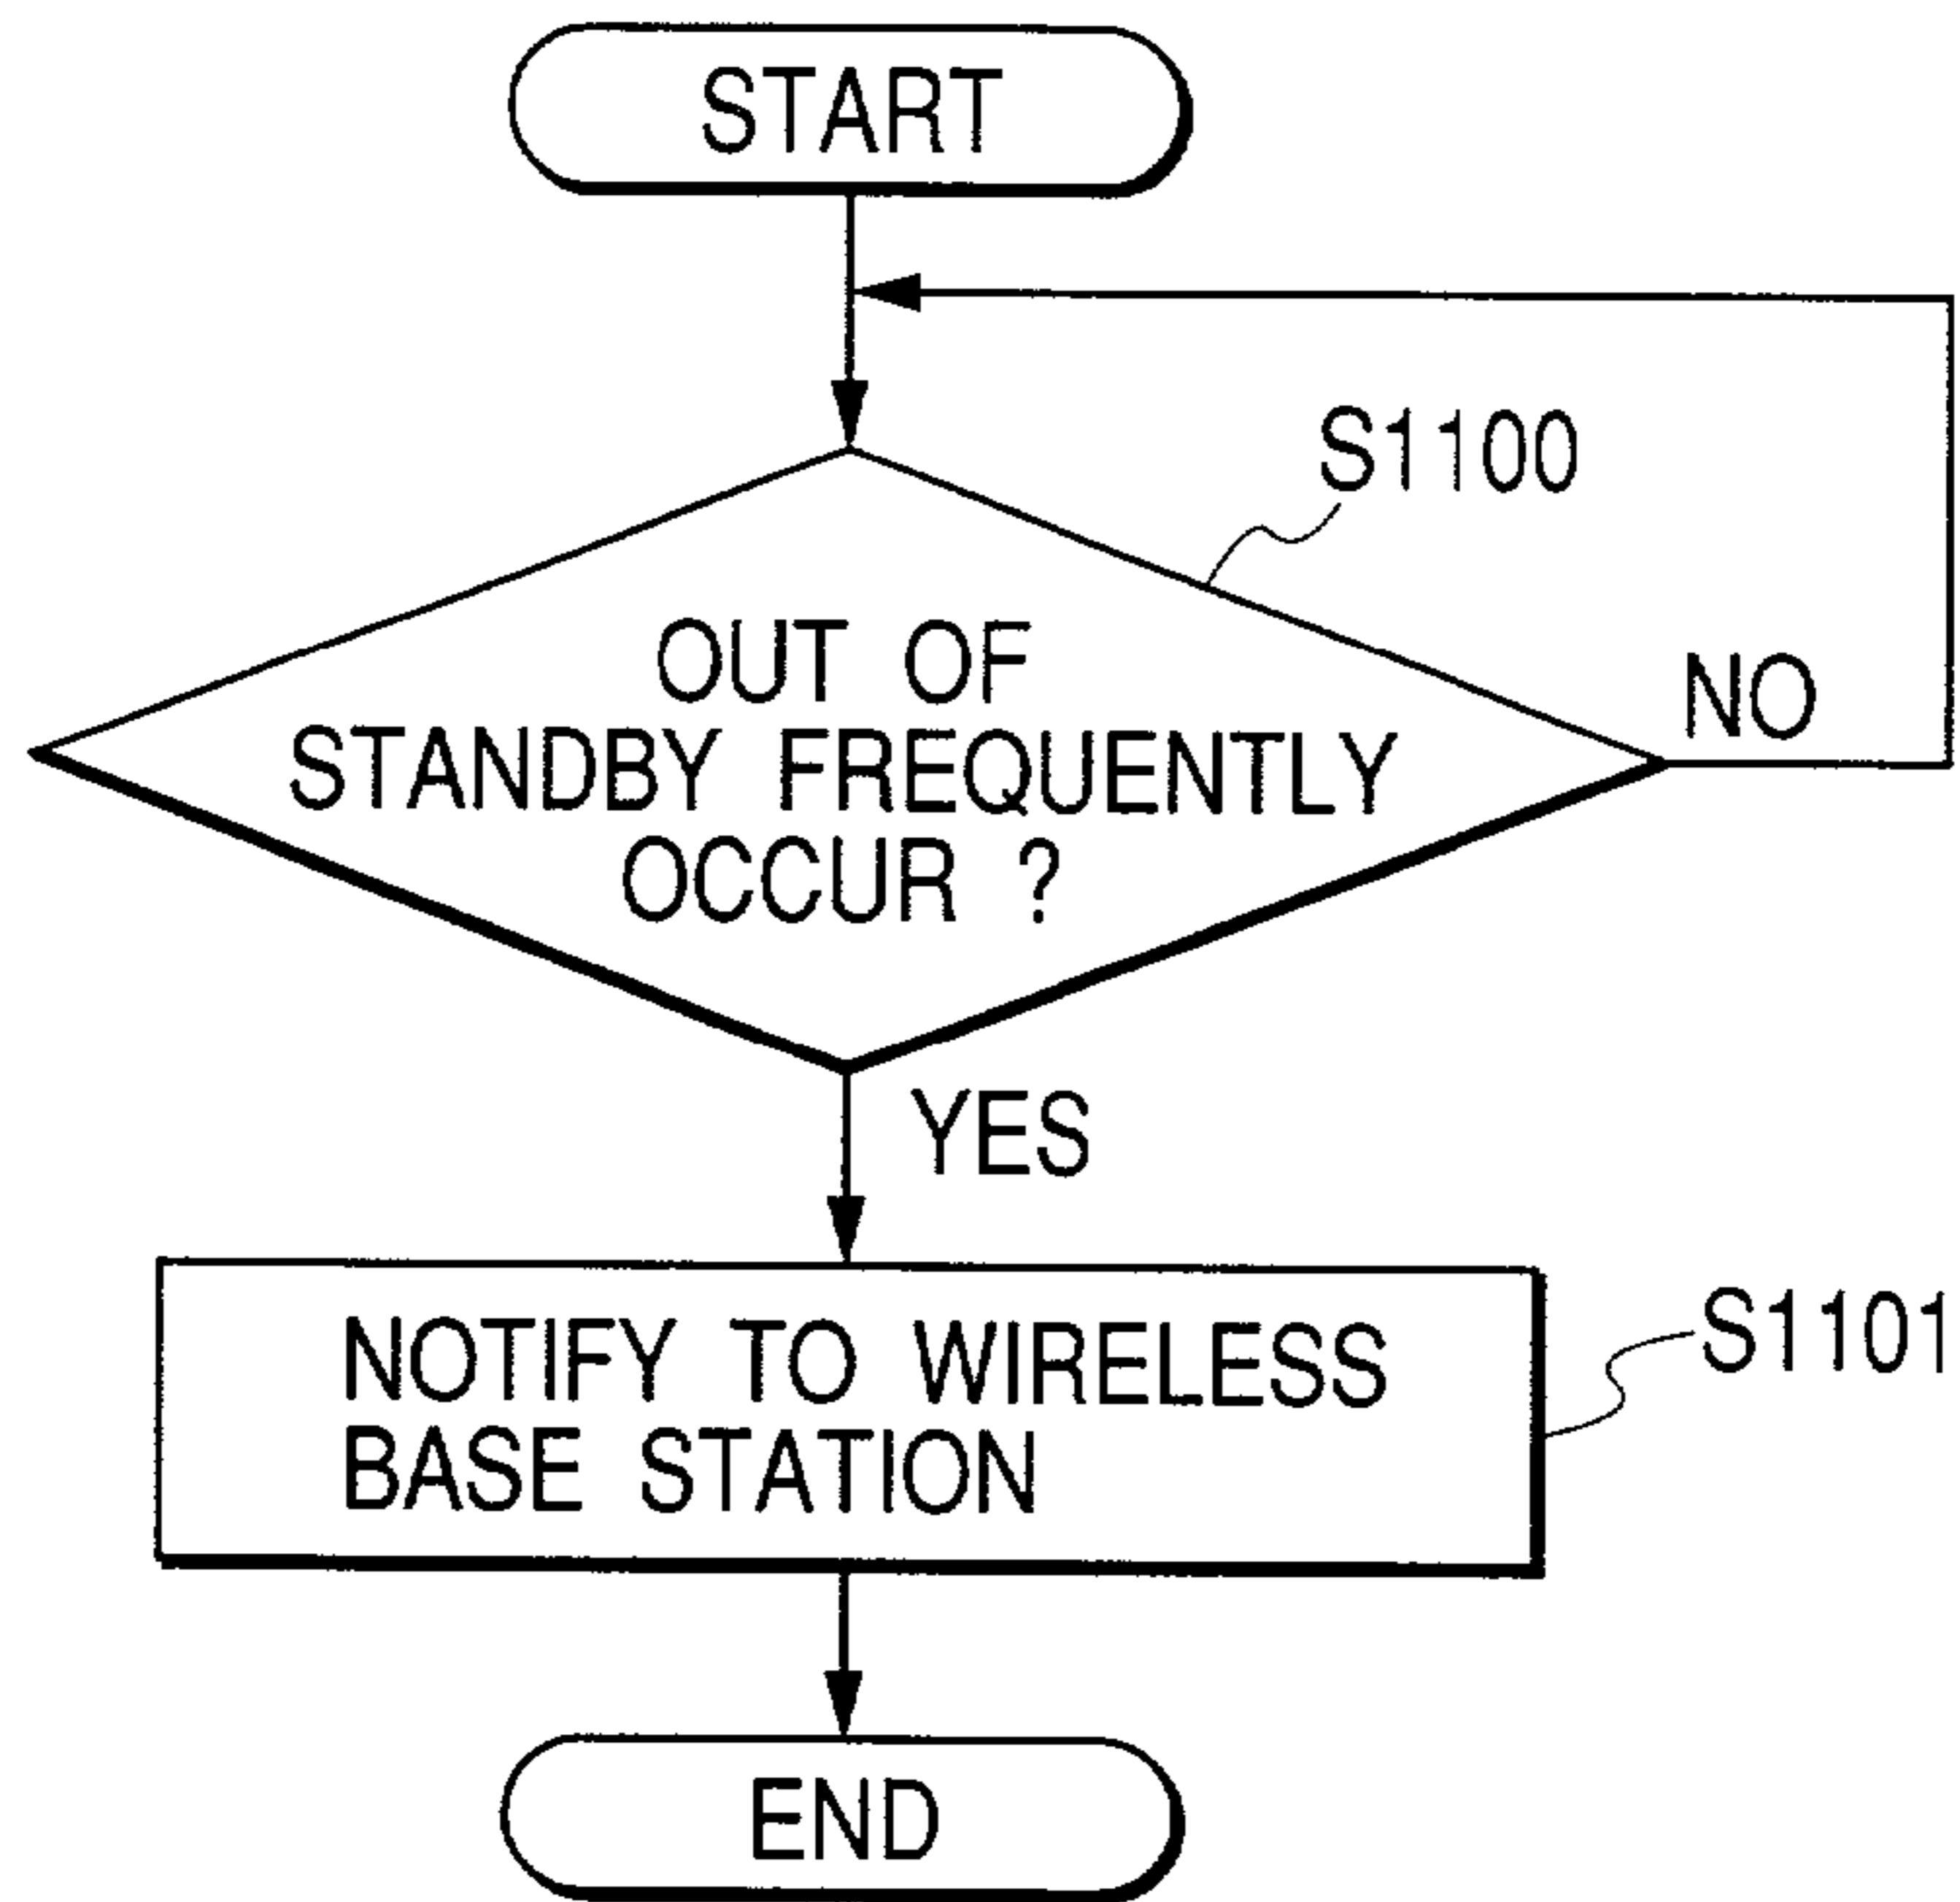 START
S1100
OUT OF
STANDBY FREQUENTLY
OCCUR ?
NO
YES
NOTIFY TO WIRELESS
BASE STATION
S1101
END